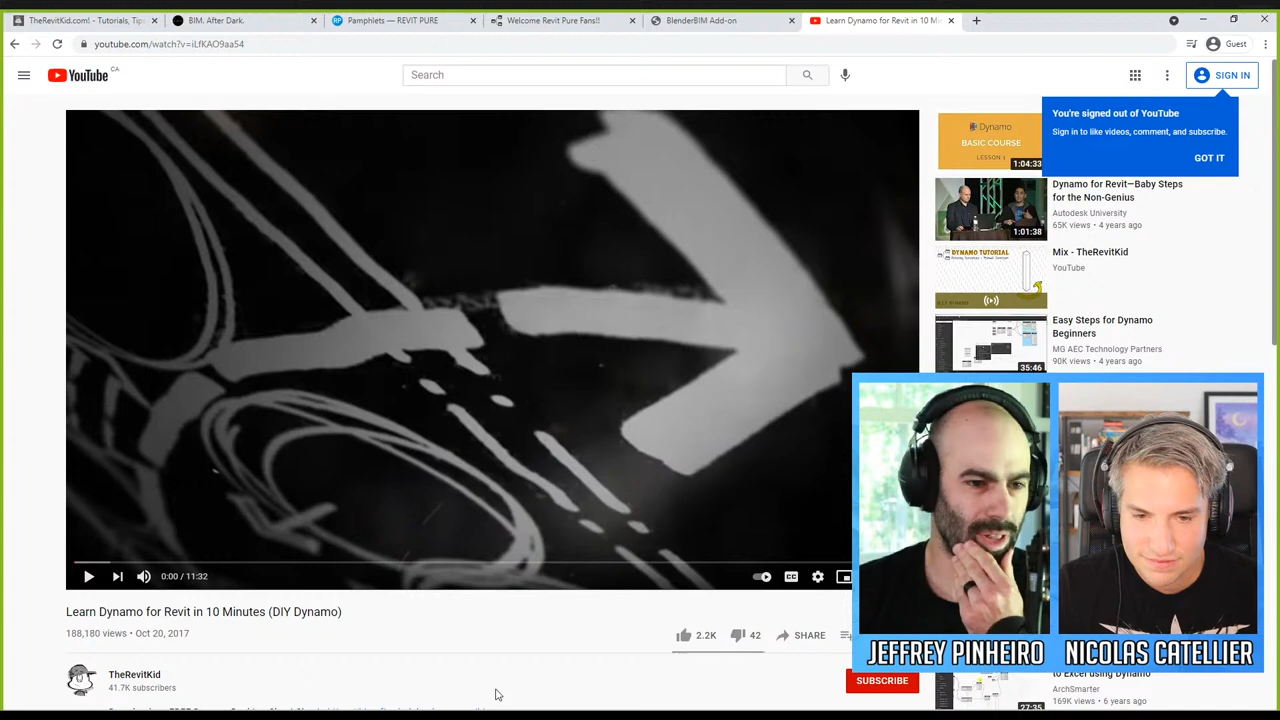 TheRevitKid.com! - Tutorials, Tips
BIM. After Dark.
Pamphlets — REVIT PURE
Welcome Revit Pure Fans!!
BlenderBIM Add-on
Learn Dynamo for Revit in 10 Mi
youtube.com/watch?v=iLfKAO9aa54
Guest
YouTube CA
Search
SIGN IN
You're signed out of YouTube
Sign in to like videos, comment, and subscribe.
GOT IT
Dynamo
BASIC COURSE
LESSON 1
1:04:33
Dynamo for Revit—Baby Steps
for the Non-Genius
Autodesk University
65K views • 4 years ago
1:01:38
Mix - TheRevitKid
YouTube
DYNAMO TUTORIAL
Easy Steps for Dynamo
Beginners
MG AEC Technology Partners
90K views • 4 years ago
35:46
0:00 / 11:32
CC
Learn Dynamo for Revit in 10 Minutes (DIY Dynamo)
188,180 views • Oct 20, 2017
2.2K
42
SHARE
TheRevitKid
41.7K subscribers
SUBSCRIBE
JEFFREY PINHEIRO
NICOLAS CATELLIER
to Excel using Dynamo
ArchSmarter
169K views • 6 years ago
27:35